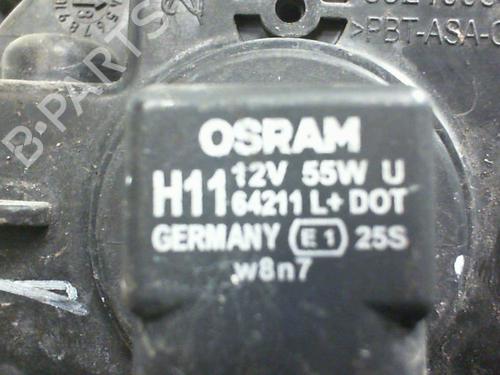 >PBT-ASA-
B-PARTS
OSRAM
H11 12V 55W U
64211 L+ DOT
GERMANY E1 25S
w8n7